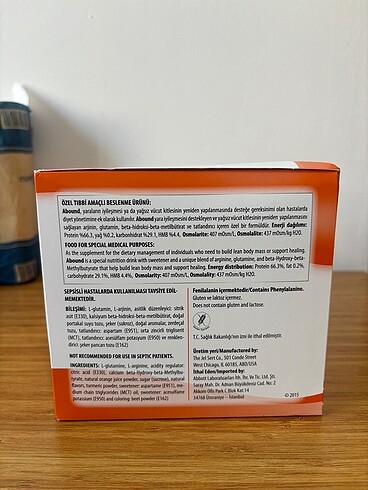 ÖZEL TIBBİ AMAÇLI BESLENME ÜRÜNÜ:
Abound, yaraların iyileşmesi ya da yağsız vücut kitlesinin yeniden yapılanmasında desteğe gereksinimi olan hastalarda
diyet yönetimine ek olarak kullanılır. Abound yara iyileşmesini destekleyen ve yağsız vücut kitlesinin yeniden yapılanmasını
sağlayan arjinin, glutamin, beta-hidroksi-beta-metilbütirat ve tatlandırıcı içeren özel bir formüldür. Enerji dağılımı:
Protein %66.3, yağ %0.2, karbonhidrat %29.1, HMB %4.4. Osmolarite: 407 mOsm/L Osmolalite: 437 mOsm/kg H2O.
FOOD FOR SPECIAL MEDICAL PURPOSES:
As the supplement for the dietary management of individuals who need to build lean body mass or support healing.
Abound is a special nutrition drink with sweetener and a unique blend of arginine, glutamine, and beta-Hydroxy-beta-
Methylbutyrate that help build lean body mass and support healing. Energy distribution: Protein 66.3%, fat 0.2%,
carbohydrate 29.1%, HMB 4.4%; Osmolarity: 407 mOsm/L, Osmolality: 437 mOsm/kg H2O.
SEPSİSLİ HASTALARDA KULLANILMASI TAVSİYE EDİL-
MEMEKTEDİR.
BİLEŞİMİ: L-glutamin, L-arjinin, asitlik düzenleyici: sitrik
asit (E330), kalsiyum beta-hidroksi-beta-metilbütirat, doğal
portakal suyu tozu, şeker (sukroz), doğal aromalar, zerdeçal
tozu, tatlandırıcı: aspartam (E951), orta zincirli trigliserit
(MCT), tatlandırıcı: asesülfam potasyum (E950) ve renklen-
dirici: şeker pancarı tozu (E162)
NOT RECOMMENDED FOR USE IN SEPTIC PATIENTS.
INGREDIENTS: L-glutamine, L-arginine, acidity regulator:
citric acid (E330), calcium beta-Hydroxy-beta-Methylbu-
tyrate, natural orange juice powder, sugar (sucrose), natural
flavors, turmeric powder, sweetener: aspartame (E951), me-
dium chain triglycerides (MCT) oil, sweetener: acesulfame
potassium (E950) and coloring: beet powder (E162)
Fenilalanin içermektedir/Contains Phenylalanine.
Gluten ve laktoz içermez.
Does not contain gluten and lactose.
T.C. Sağlık Bakanlığı'nın izni ile ithal edilmiştir.
Üretim yeri/Manufactured by:
The Jel Sert Co., 501 Conde Street
West Chicago, IL 60185, ABD/USA
İthal Eden/Imported by:
Abbott Laboratuarları İth. İhr. Ve Tic. Ltd. Şti.
Saray Mah. Dr. Adnan Büyükdeniz Cad. No: 2
Akkom Ofis Park C Blok Kat:14
34768 Ümraniye - İstanbul
© 2015